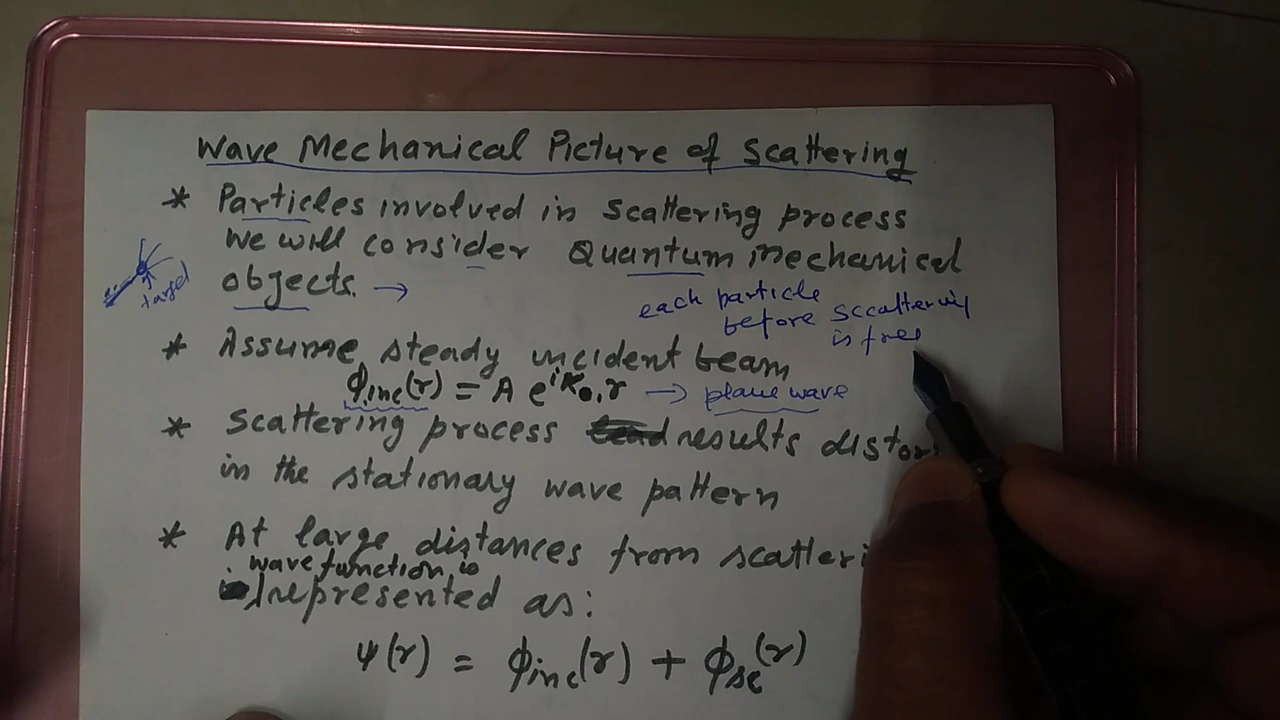 Wave Mechanical Picture of Scattering
* Particles involved in scattering process
We will consider Quantum mechanical
objects. →
target
each particle
before sccattering
is free
* Assume steady incident beam
ϕinc(r) = A e^{iK₀.r} → plane wave
* Scattering process results distor
in the stationary wave pattern
* At large distances from scatteri
wave function is
represented as:
ψ(r) = ϕinc(r) + ϕsc(r)